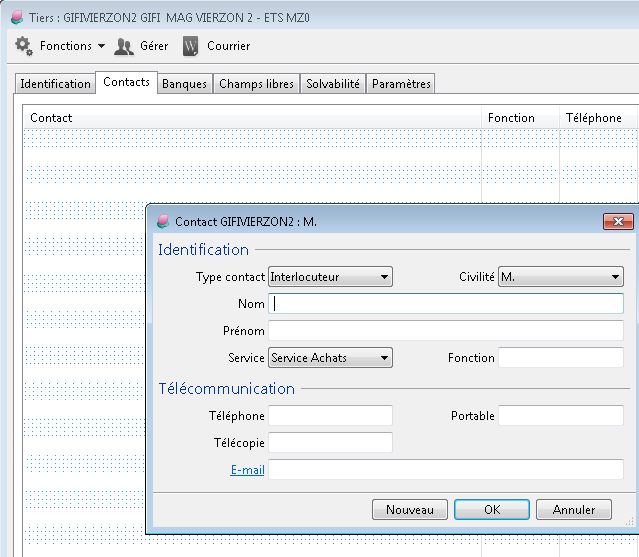 Tiers : GIFIVIERZON2 GIFI MAG VIERZON 2 - ETS MZ0
Fonctions Gérer W Courrier
Identification Contacts Banques Champs libres Solvabilité Paramètres
Contact Fonction Téléphone
Contact GIFIVIERZON2 : M.
Identification
Type contact Interlocuteur Civilité M.
Nom
Prénom
Service Service Achats Fonction
Télécommunication
Téléphone Portable
Télécopie
E-mail
Nouveau OK Annuler